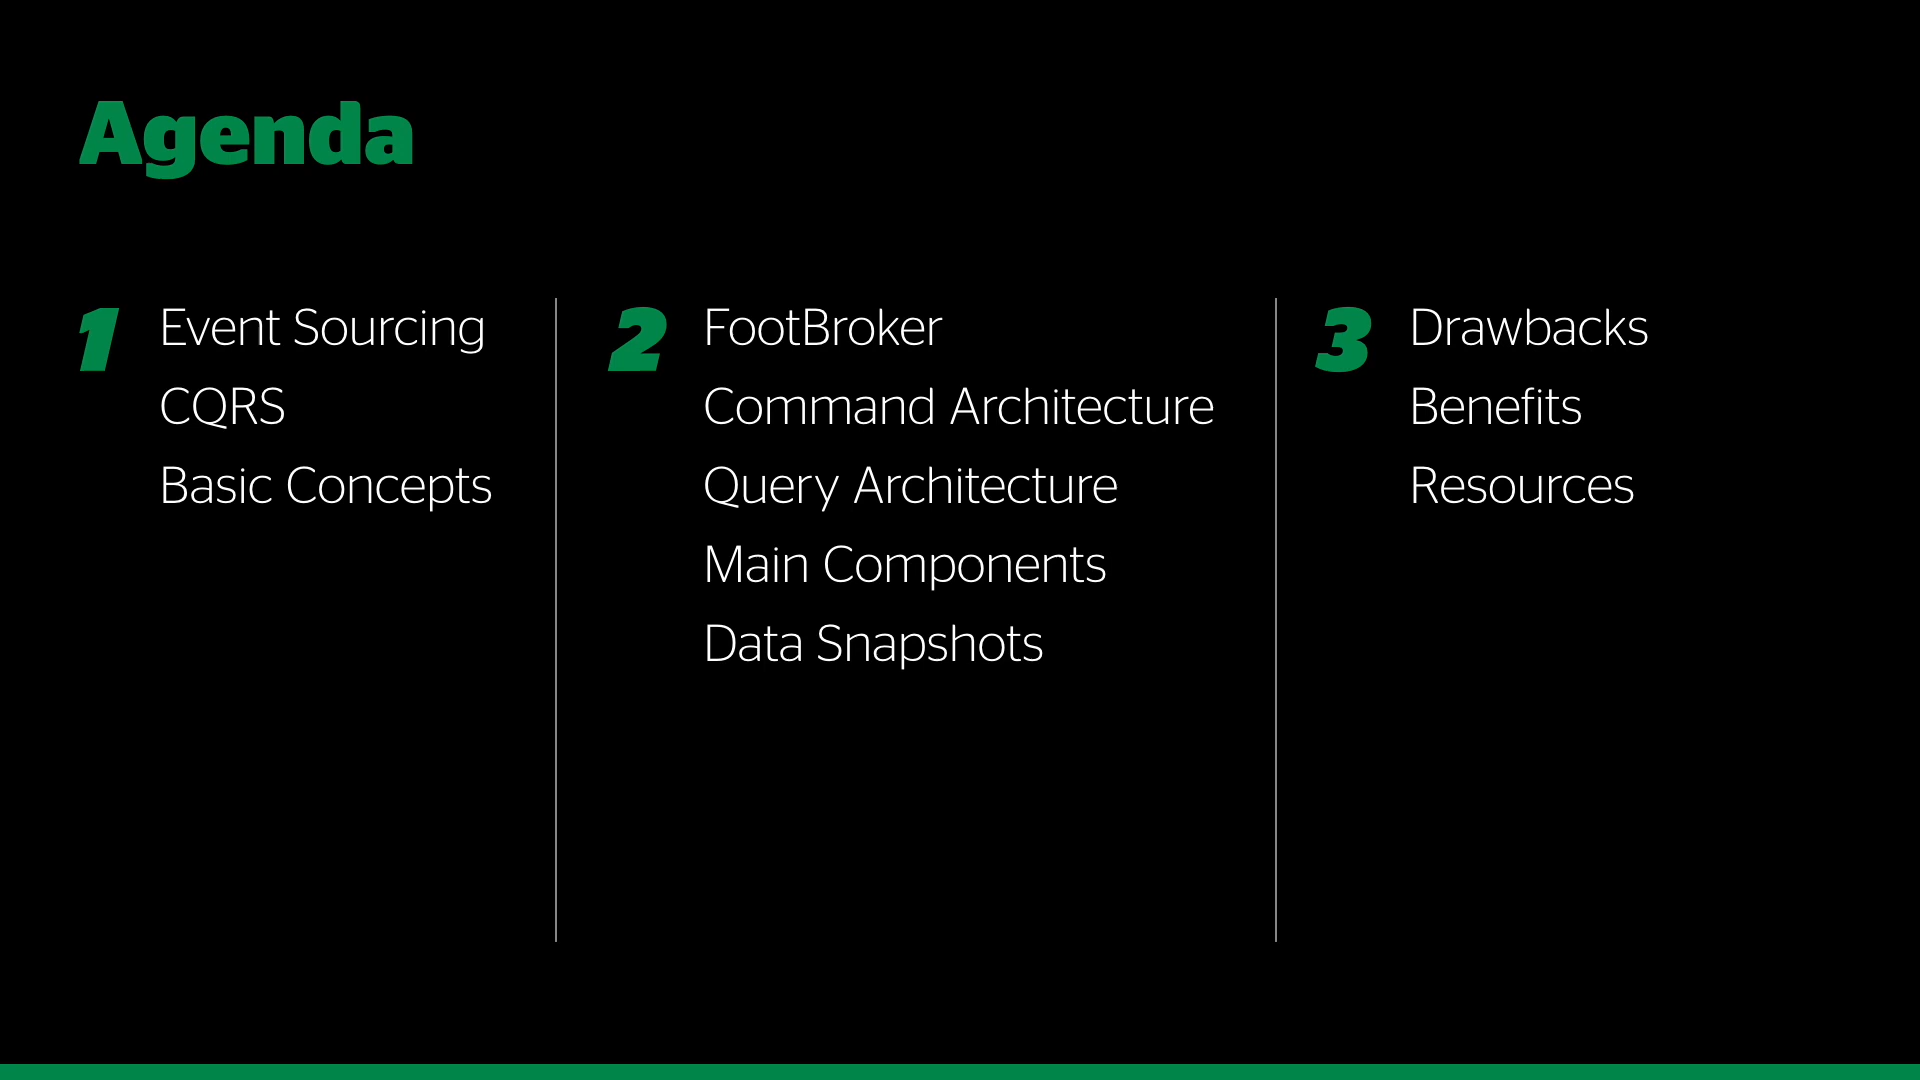 Agenda
1
Event Sourcing
CQRS
Basic Concepts
2
FootBroker
Command Architecture
Query Architecture
Main Components
Data Snapshots
3
Drawbacks
Benefits
Resources